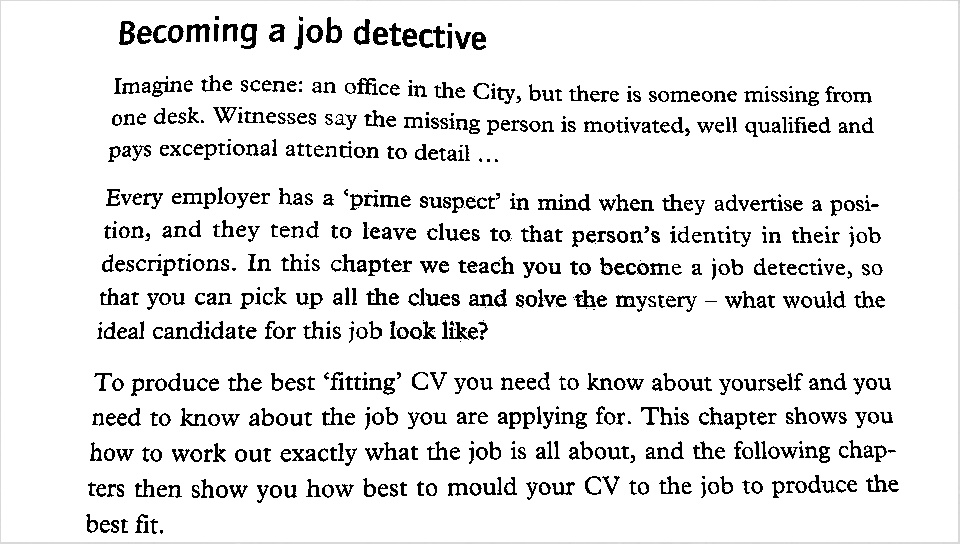 Becoming a job detective
Imagine the scene: an office in the City, but there is someone missing from
one desk. Witnesses say the missing person is motivated, well qualified and
pays exceptional attention to detail ...
Every employer has a ‘prime suspect’ in mind when they advertise a posi-
tion, and they tend to leave clues to that person’s identity in their job
descriptions. In this chapter we teach you to become a job detective, so
that you can pick up all the clues and solve the mystery – what would the
ideal candidate for this job look like?
To produce the best ‘fitting’ CV you need to know about yourself and you
need to know about the job you are applying for. This chapter shows you
how to work out exactly what the job is all about, and the following chap-
ters then show you how best to mould your CV to the job to produce the
best fit.